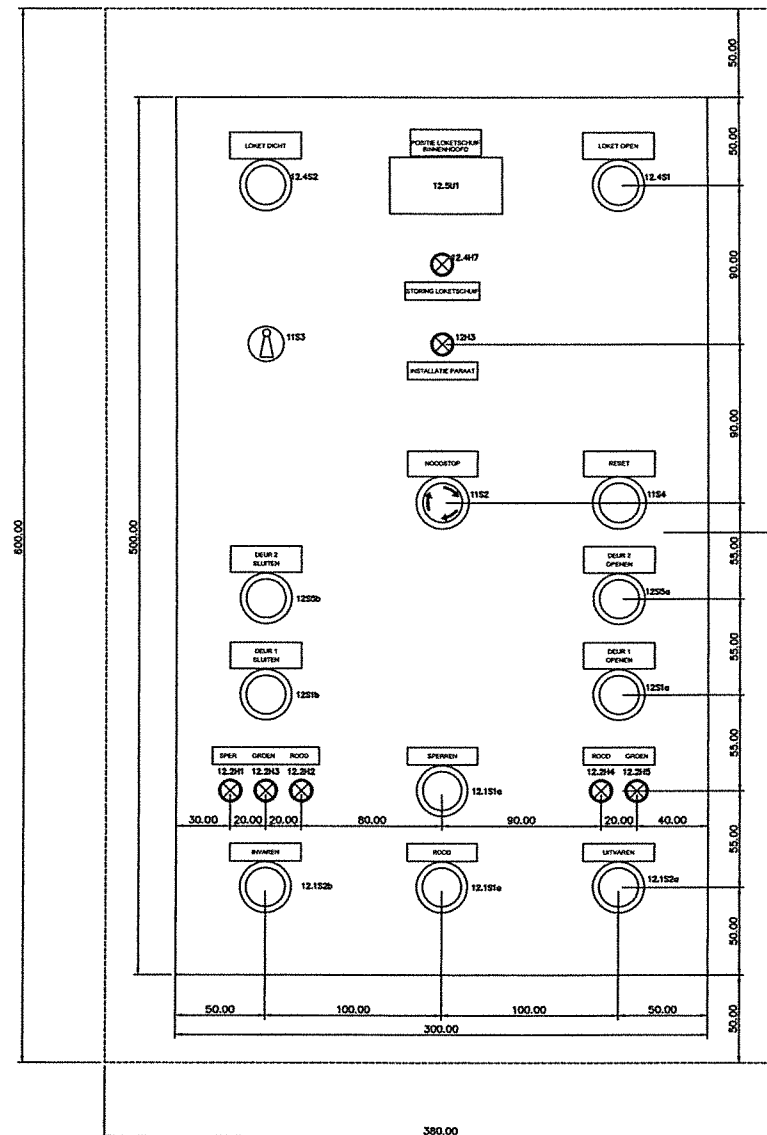 50.00
LOKET DICHT
POSITIE LOKETSCHUIF
BINNENHOOFD
LOKET OPEN
50.00
12.4S2
12.5U1
12.4S1
12.4H7
90.00
STORING LOKETSCHUIF
11S3
12H3
INSTALLATIE PARAAT
90.00
NOODSTOP
RESET
11S2
11S4
600.00
500.00
55.00
DEUR 2
SLUITEN
DEUR 2
OPENEN
12S5b
12S5a
55.00
DEUR 1
SLUITEN
DEUR 1
OPENEN
12S1b
12S1a
55.00
SPER GROEN ROOD
SPERREN
ROOD GROEN
12.2H1 12.2H3 12.2H2
12.1S1e
12.2H4 12.2H5
30.00 20.00 20.00 80.00 90.00 20.00 40.00
55.00
INVAREN
ROOD
UITVAREN
12.1S2b
12.1S1e
12.1S2a
50.00
50.00 100.00 100.00 50.00
300.00
50.00
380.00